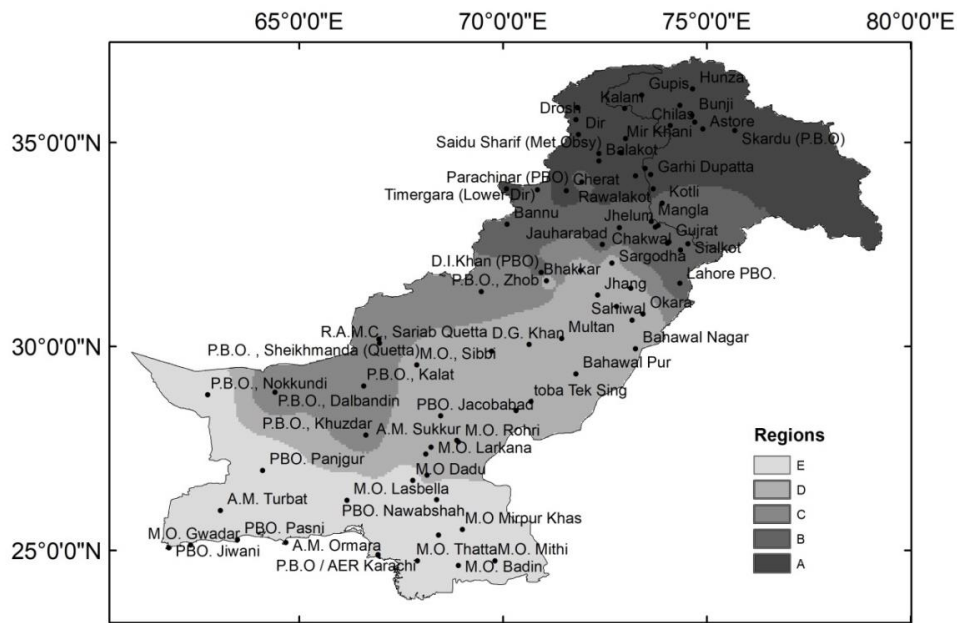 65°0'0"E 70°0'0"E 75°0'0"E 80°0'0"E
Gupis Hunza
Kalam
Drosh Chilas Bunji
35°0'0"N Dir Mir Khani Astore
Saidu Sharif (Met.Obsy) Balakot Skardu (P.B.O)
Parachinar (PBO) Cherat Garhi Dupatta
Timergara (Lower Dir) Rawalakot Kotli
Bannu Mangla
Jhelum
Jauharabad Chakwal Gujrat
Sialkot
D.I.Khan (PBO) Bhakkar Sargodha
P.B.O., Zhob Lahore PBO.
Jhang
Sahiwal Okara
R.A.M.C., Sariab Quetta D.G. Khan Multan
30°0'0"N P.B.O. , Sheikhmanda (Quetta) M.O., Sibbi Bahawal Nagar
P.B.O., Nokkundi P.B.O., Kalat Bahawal Pur
P.B.O., Dalbandin toba Tek Sing
PBO. Jacobabad
P.B.O., Khuzdar A.M. Sukkur M.O. Rohri
M.O. Larkana
PBO. Panjgur M.O Dadu
A.M. Turbat M.O. Lasbella
PBO. Nawabshah M.O Mirpur Khas
M.O. Gwadar PBO. Pasni
25°0'0"N PBO. Jiwani A.M. Ormara M.O. Thatta M.O. Mithi
P.B.O / AER Karachi M.O. Badin
Regions
E
D
C
B
A